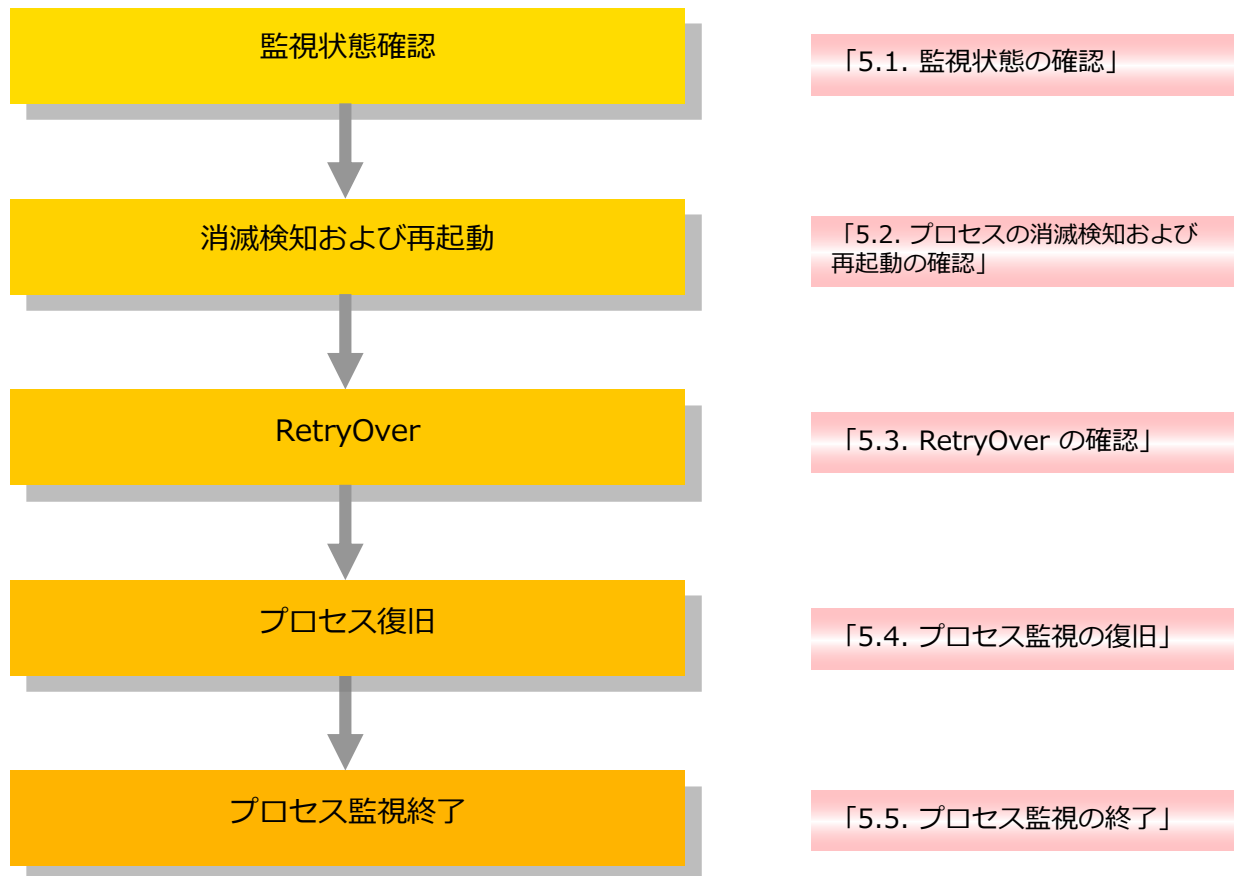 監視状態確認
「5.1. 監視状態の確認」
消滅検知および再起動
「5.2. プロセスの消滅検知および
再起動の確認」
RetryOver
「5.3. RetryOver の確認」
プロセス復旧
「5.4. プロセス監視の復旧」
プロセス監視終了
「5.5. プロセス監視の終了」